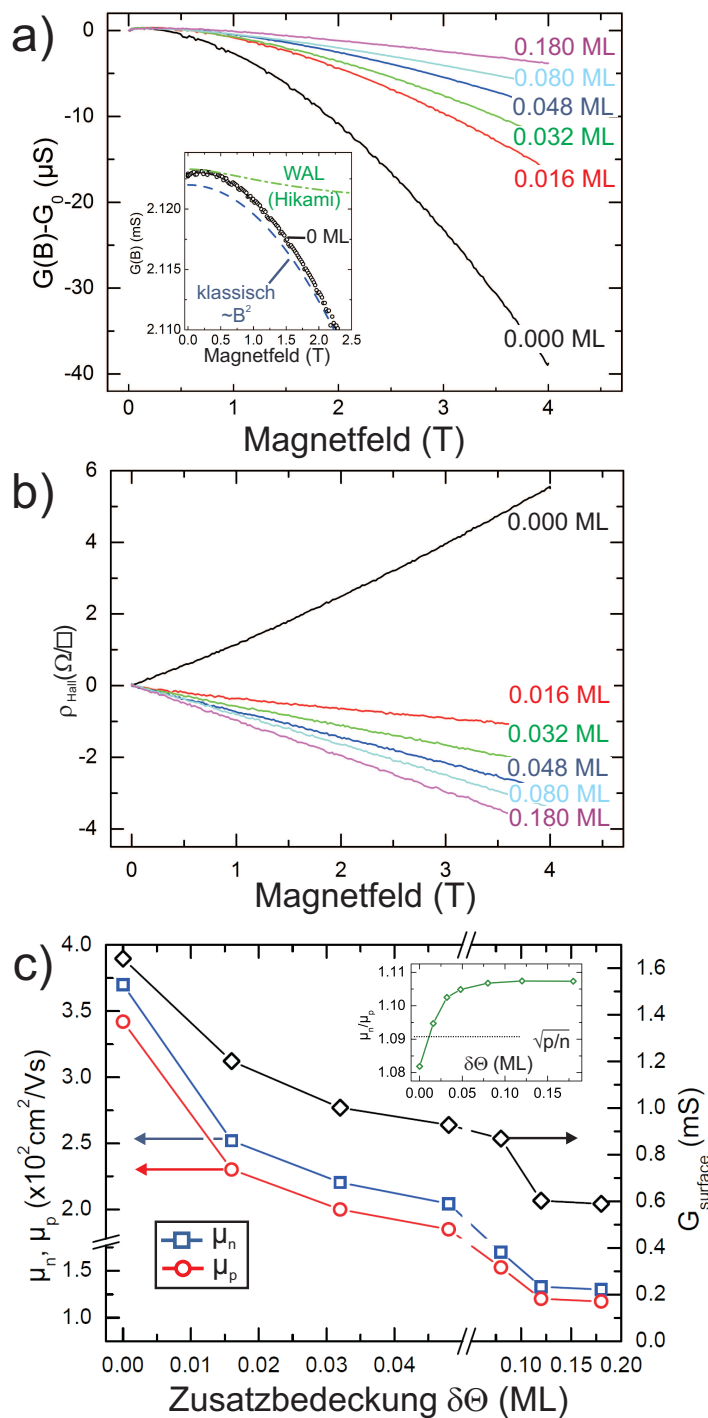 a)
0
-10
-20
-30
-40
G(B)-G₀ (µS)
0.180 ML
0.080 ML
0.048 ML
0.032 ML
0.016 ML
0.000 ML
2.120
2.115
2.110
G(B) (mS)
WAL
(Hikami)
0 ML
klassisch
~B²
0.0 0.5 1.0 1.5 2.0 2.5
Magnetfeld (T)
0 1 2 3 4
Magnetfeld (T)
b)
6
4
2
0
-2
-4
ρ Hall (Ω/□)
0.000 ML
0.016 ML
0.032 ML
0.048 ML
0.080 ML
0.180 ML
0 1 2 3 4
Magnetfeld (T)
c)
4.0
3.5
3.0
2.5
2.0
1.5
1.0
μn, μp (x10² cm²/Vs)
1.11
1.10
1.09
1.08
μn/μp
√p/n
δΘ (ML)
0.00 0.05 0.10 0.15
μn
μp
1.6
1.4
1.2
1.0
0.8
0.6
0.4
0.2
0.0
G surface (mS)
0.00 0.02 0.04 0.10 0.15 0.20
Zusatzbedeckung δΘ (ML)